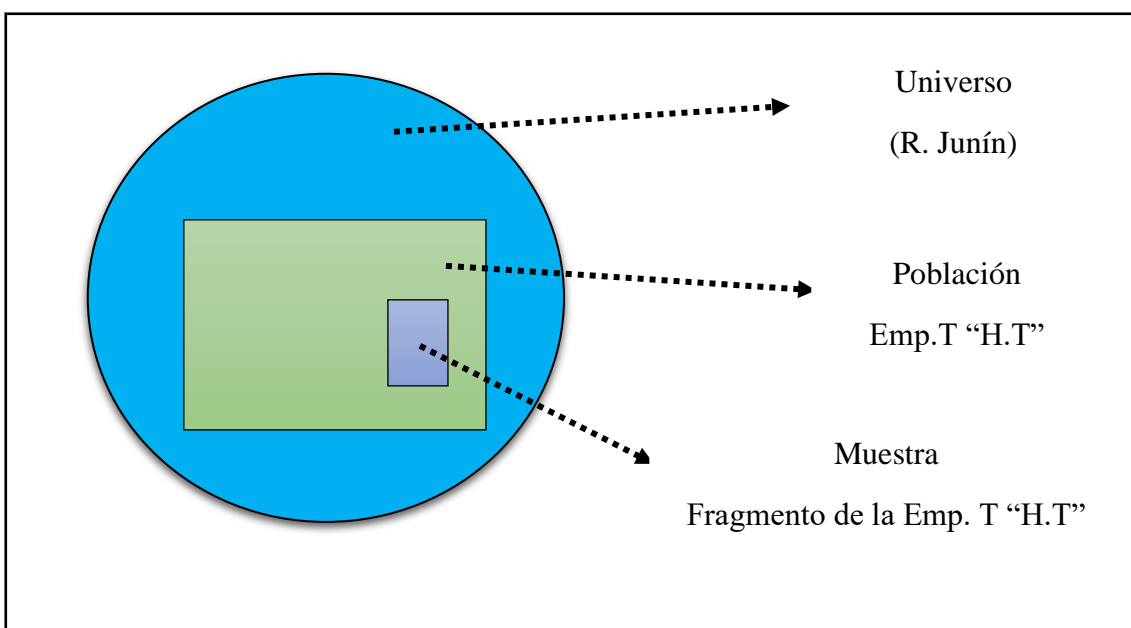 Universo
(R. Junín)
Población
Emp.T “H.T”
Muestra
Fragmento de la Emp. T “H.T”